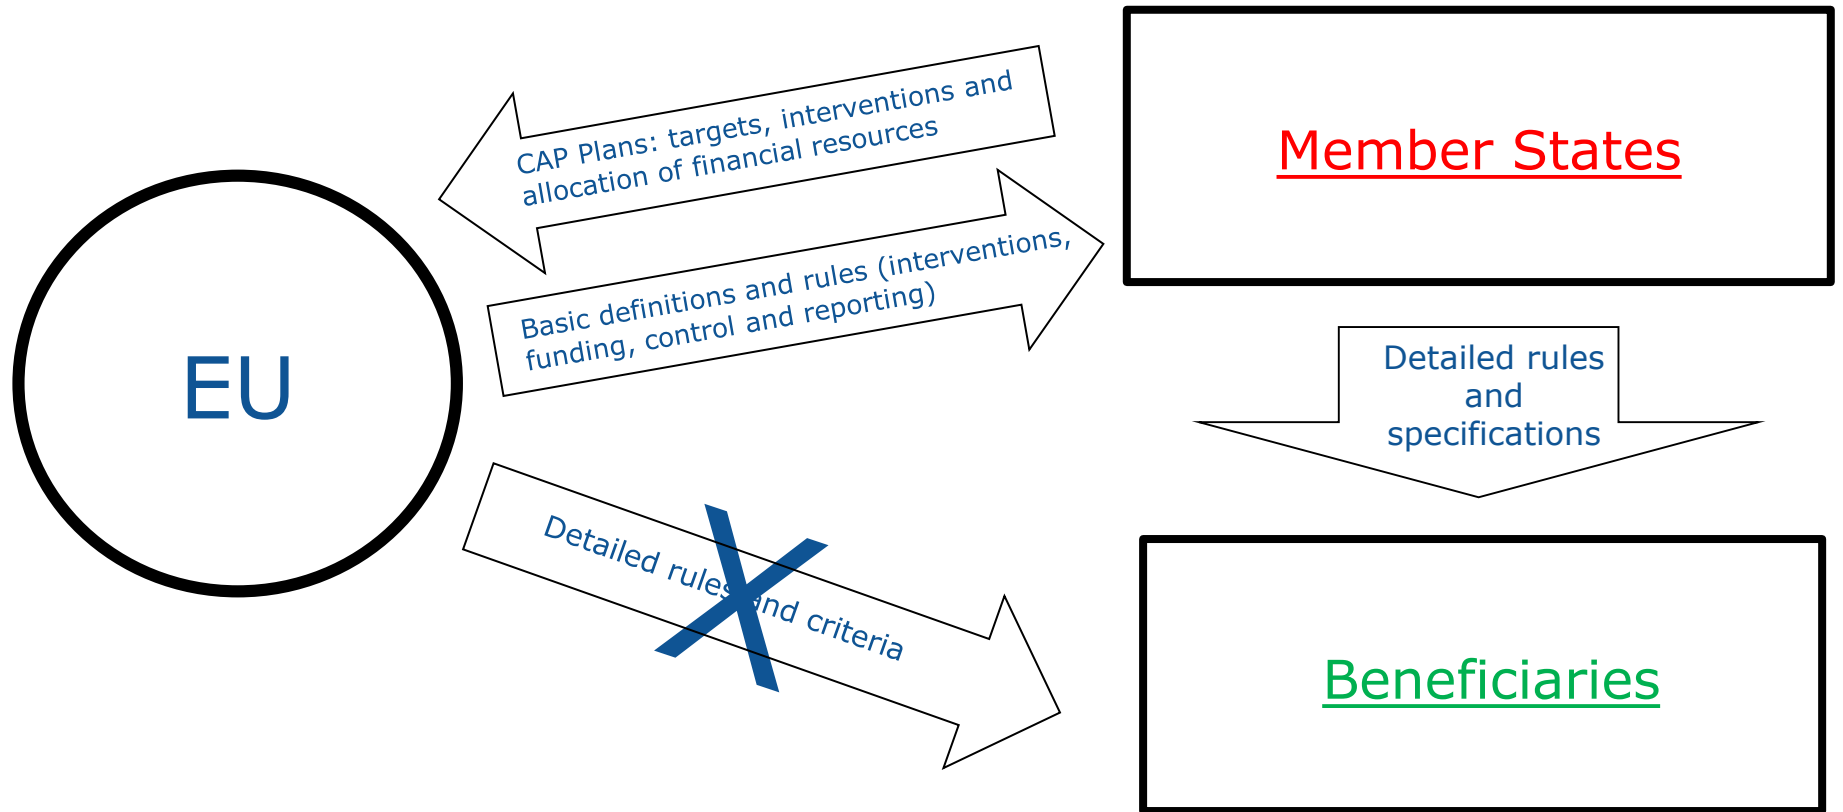 CAP Plans: targets, interventions and
allocation of financial resources
Member States
Basic definitions and rules (interventions,
funding, control and reporting)
EU
Detailed rules
and
specifications
Detailed rules and criteria
X
Beneficiaries